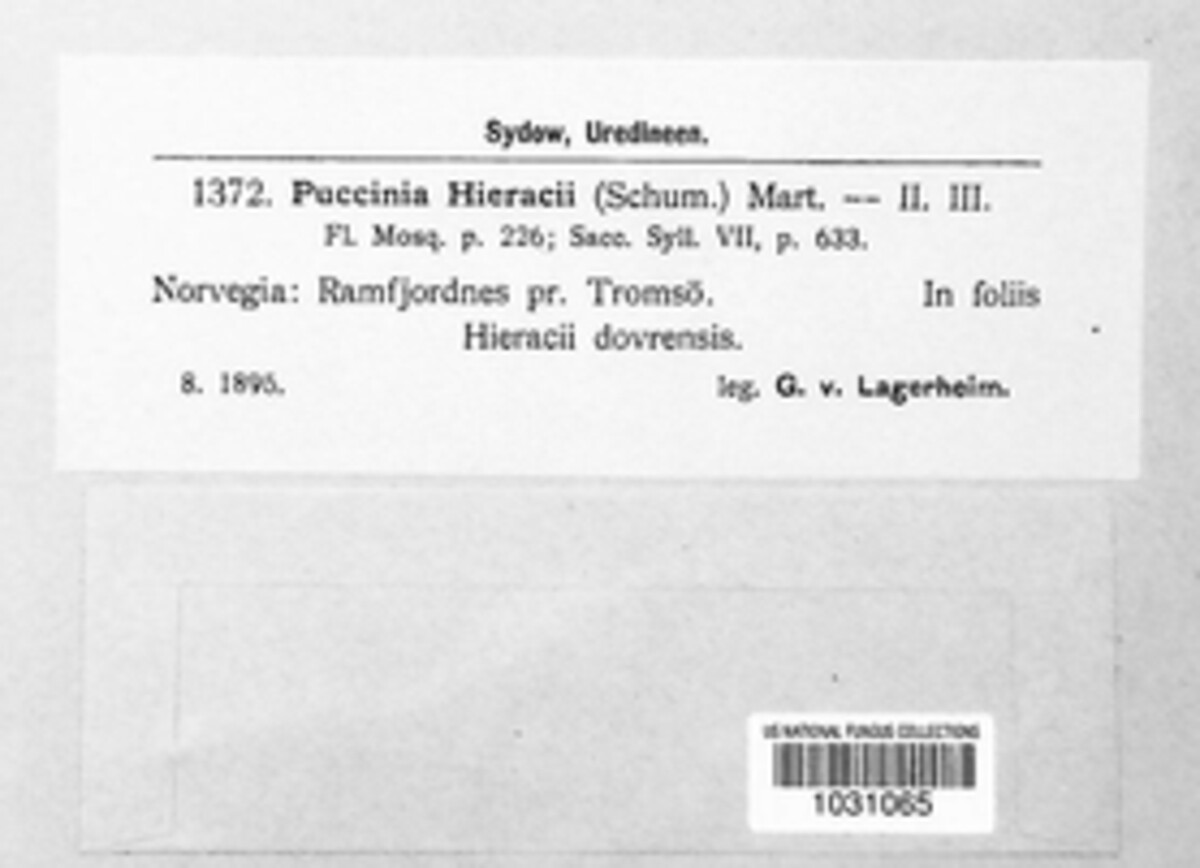 Sydow, Uredineen.
1372. Puccinia Hieracii (Schum.) Mart. — II. III.
Fl. Mosq. p. 226; Sacc. Syll. VII, p. 633.
Norvegia: Ramfjordnes pr. Tromsö. In foliis
Hieracii dovrensis.
8. 1895. leg. G. v. Lagerheim.
US NATIONAL FUNGUS COLLECTIONS
1031065